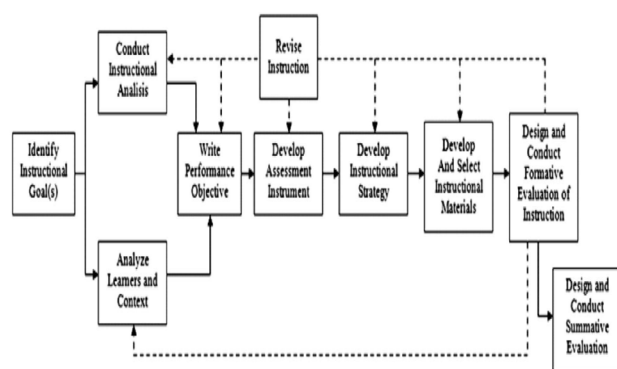 Conduct
Instructional
Analisis
Revise
Instruction
Identify
Instructional
Goal(s)
Write
Performance
Objective
Develop
Assessment
Instrument
Develop
Instructional
Strategy
Develop
And Select
Instructional
Materials
Design and
Conduct
Formative
Evaluation of
Instruction
Analyze
Learners and
Context
Design and
Conduct
Summative
Evaluation